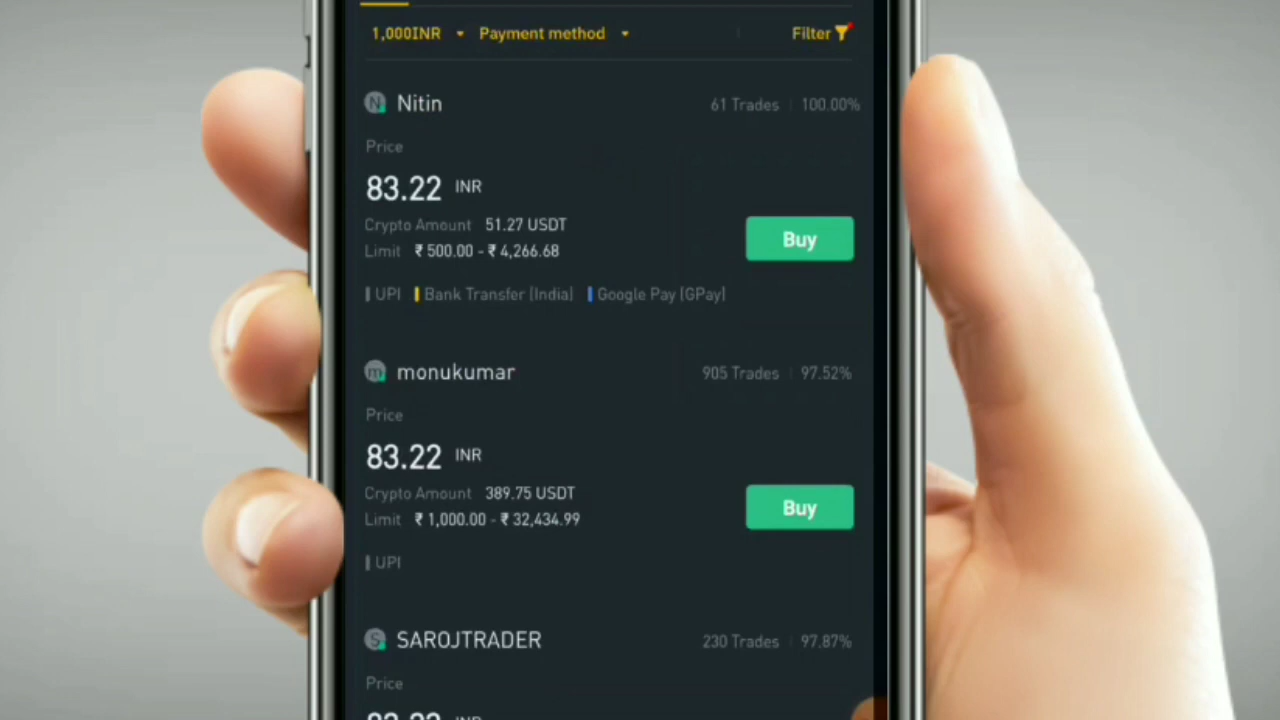 1,000INR Payment method Filter
N Nitin 61 Trades 100.00%
Price
83.22 INR
Crypto Amount 51.27 USDT
Limit ₹ 500.00 - ₹ 4,266.68
Buy
UPI Bank Transfer (India) Google Pay (GPay)
m monukumar 905 Trades 97.52%
Price
83.22 INR
Crypto Amount 389.75 USDT
Limit ₹ 1,000.00 - ₹ 32,434.99
Buy
UPI
S SAROJTRADER 230 Trades 97.87%
Price
83.22 INR